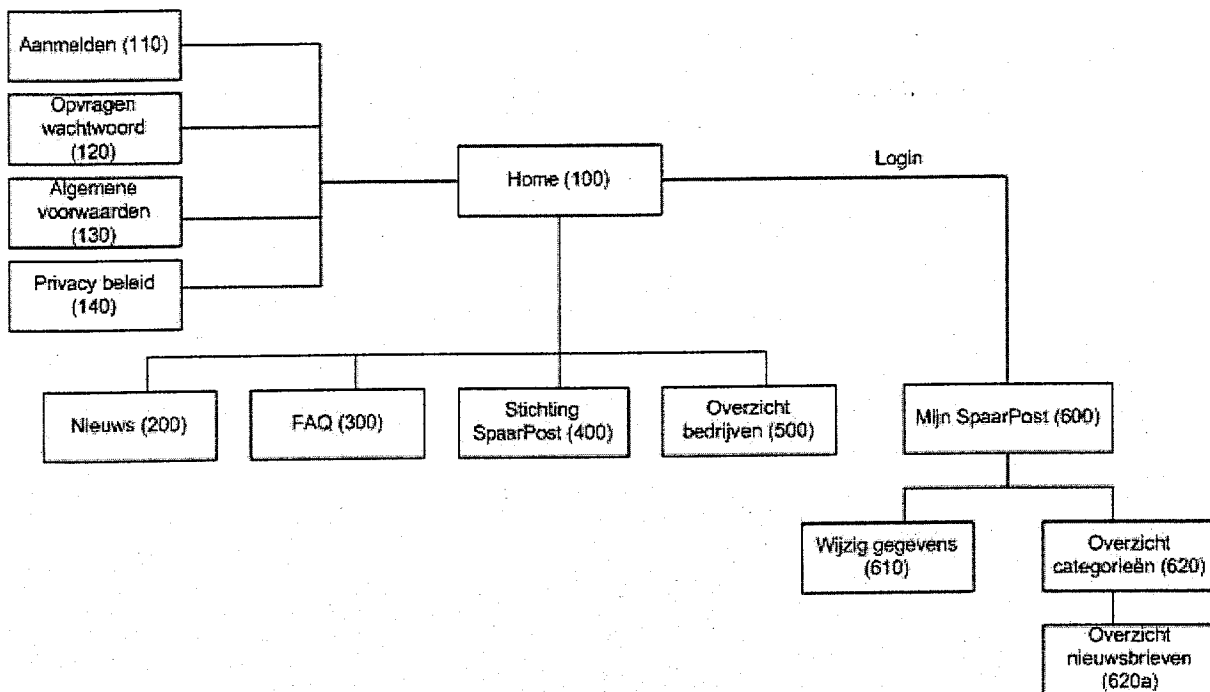 Aanmelden (110)
Opvragen
wachtwoord
(120)
Algemene
voorwaarden
(130)
Privacy beleid
(140)
Home (100)
Login
Nieuws (200)
FAQ (300)
Stichting
SpaarPost (400)
Overzicht
bedrijven (500)
Mijn SpaarPost (600)
Wijzig gegevens
(610)
Overzicht
categorieën (620)
Overzicht
nieuwsbrieven
(620a)